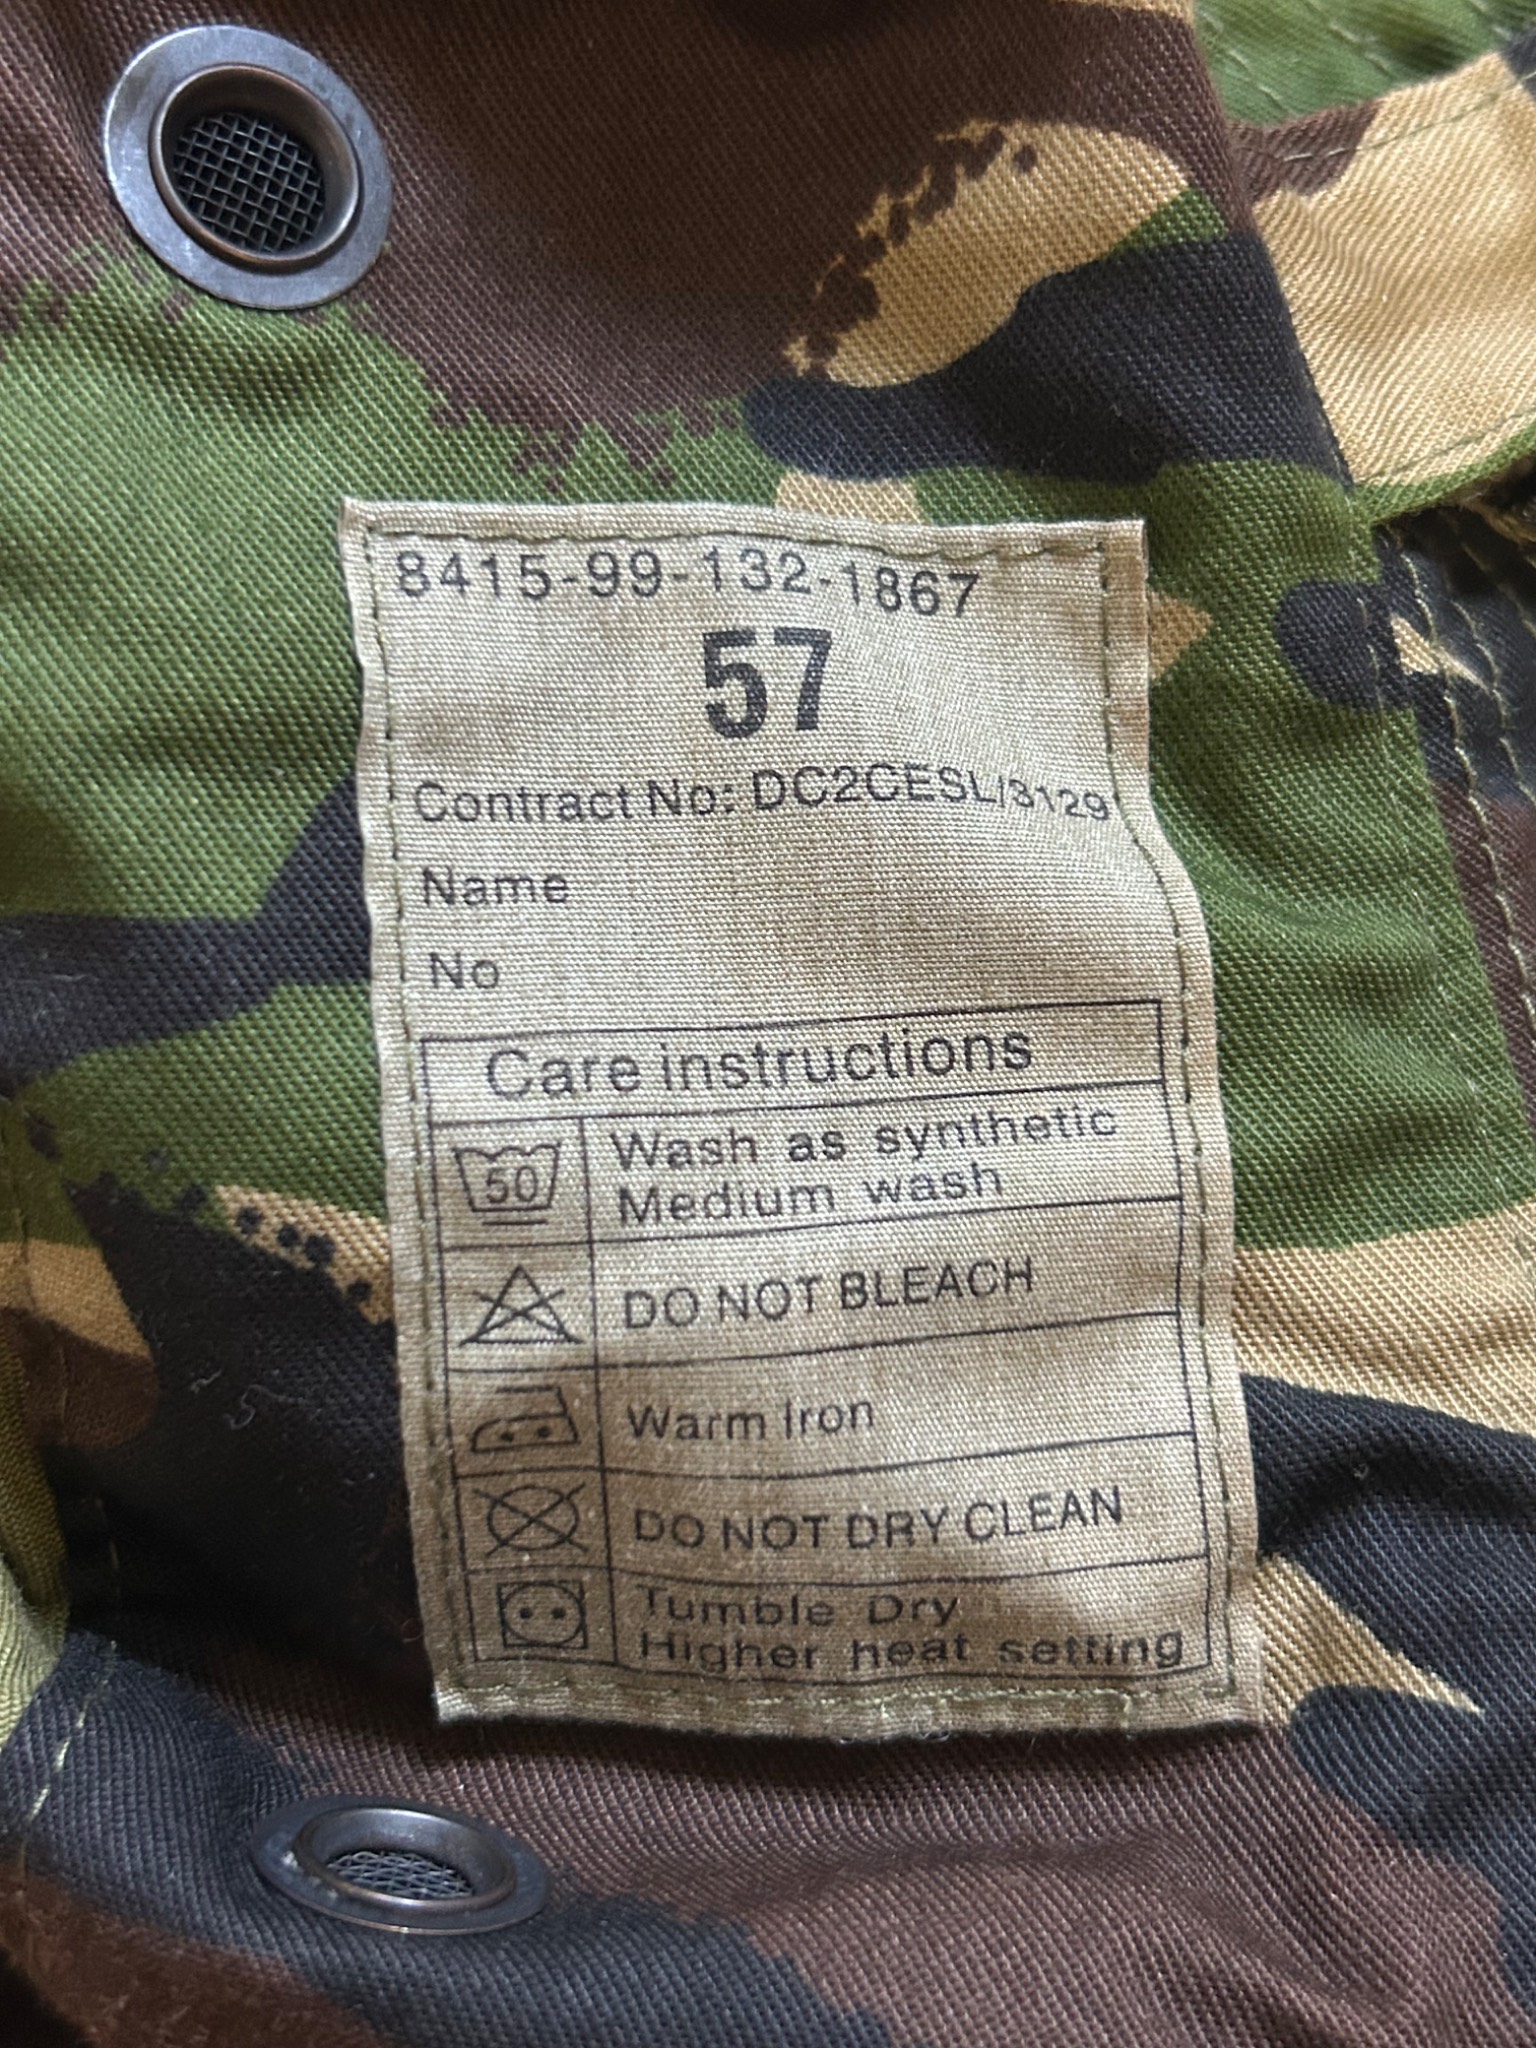 8415-99-132-1867
57
Contract No: DC2CESL/3129
Name
No
Care instructions
50
Wash as synthetic
Medium wash
DO NOT BLEACH
Warm Iron
DO NOT DRY CLEAN
Tumble Dry
Higher heat setting